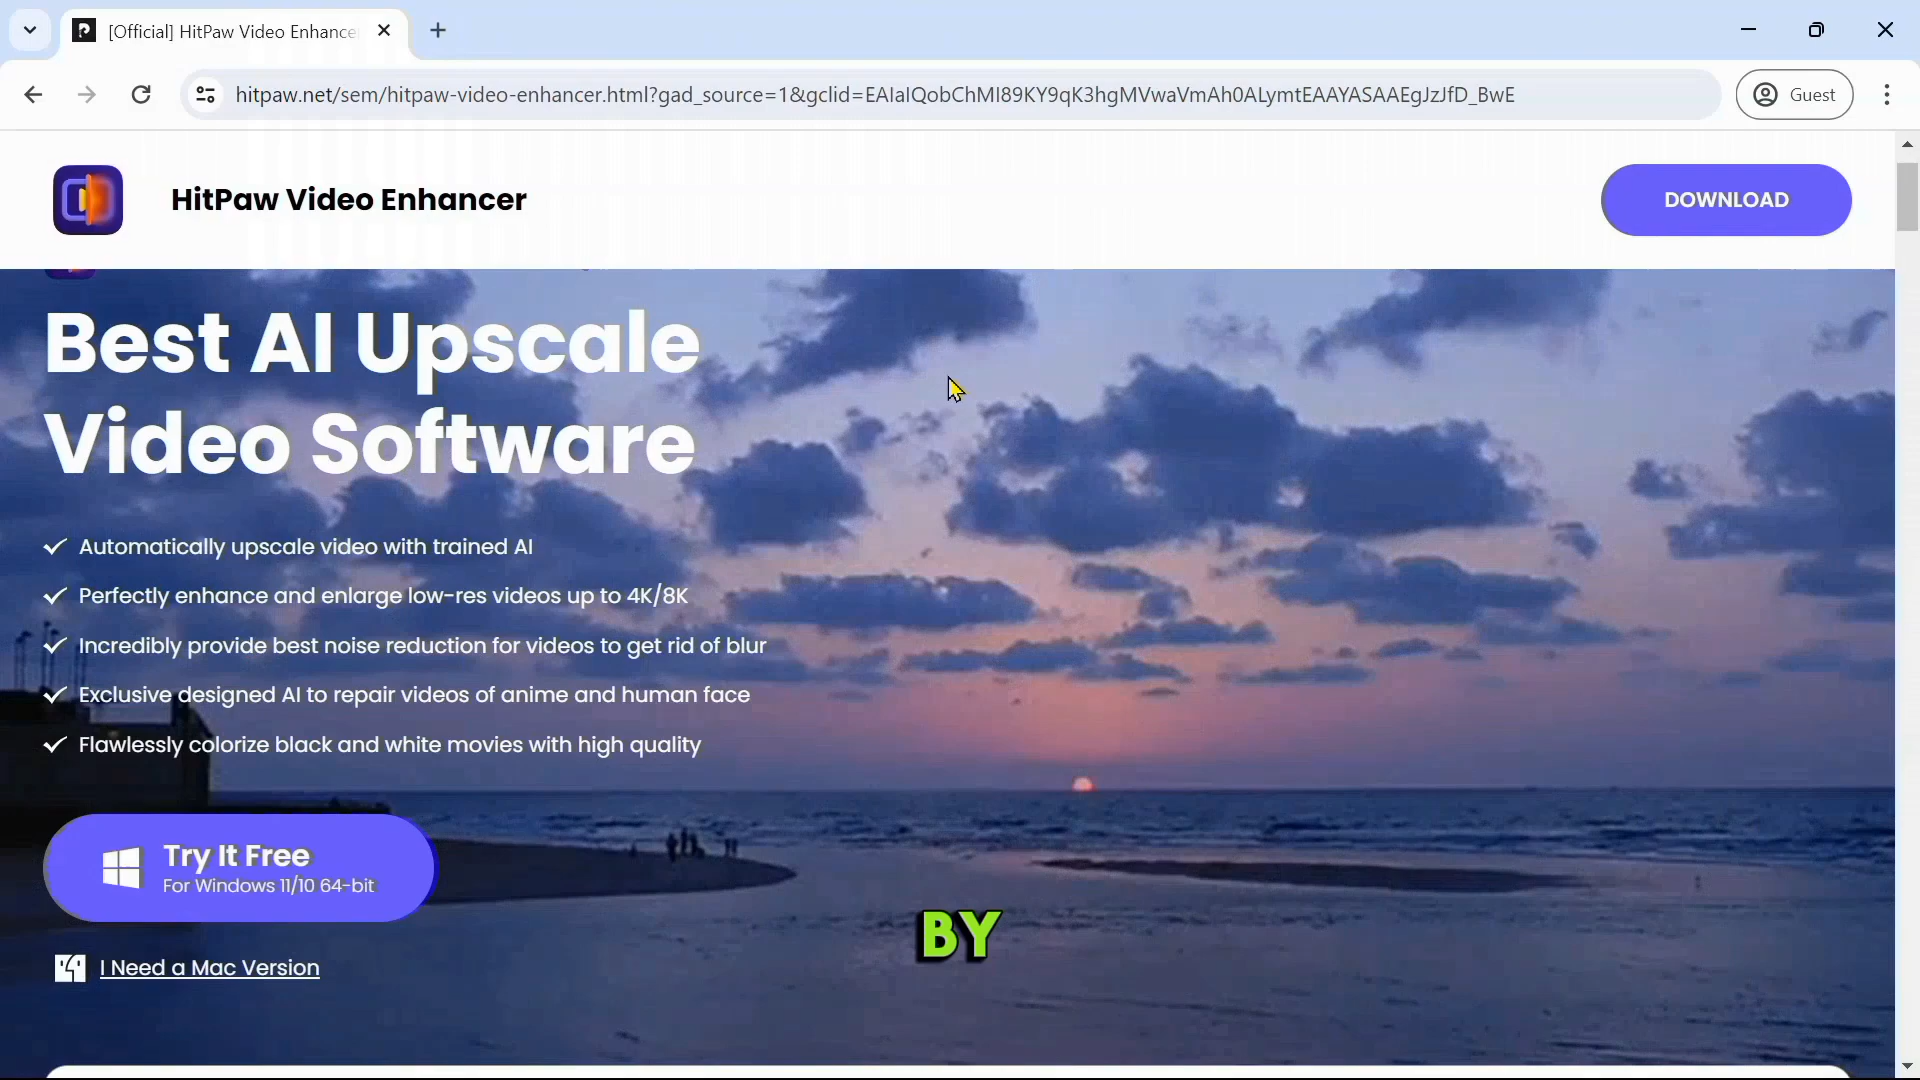 [Official] HitPaw Video Enhance
hitpaw.net/sem/hitpaw-video-enhancer.html?gad_source=1&gclid=EAIaIQobChMI89KY9qK3hgMVwaVmAh0ALymtEAAYASAAEgJzJfD_BwE
Guest
HitPaw Video Enhancer
DOWNLOAD
Best AI Upscale
Video Software
Automatically upscale video with trained AI
Perfectly enhance and enlarge low-res videos up to 4K/8K
Incredibly provide best noise reduction for videos to get rid of blur
Exclusive designed AI to repair videos of anime and human face
Flawlessly colorize black and white movies with high quality
Try It Free
For Windows 11/10 64-bit
BY
I Need a Mac Version